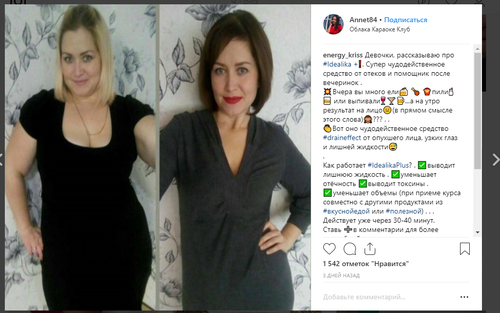 Annet84 • Подписаться
Облака Караоке Клуб
energy_kriss Девочки, рассказываю про
#Idealika +❗. Супер чудодейственное
средство от отеков и помощник после
вечеринок .
💥Вчера вы много ели🍰 🍗 🍟пили🥤
🍺 или выпивали🍷🍸🍺...а на утро
результат на лицо😑(в прямом смысле
этого слова)🙈??? . .
🙋Вот оно чудодейственное средство
#draineffect от опухшего лица, узких глаз
и лишней жидкости😌
.
Как работает #IdealikaPlus? .✅выводит
лишнюю жидкость . ✅уменьшает
отёчность ✅выводит токсины .
.✅уменьшает объемы (при приеме курса
совместно с другими продуктами из
#вкуснойедой или #полезной) . . .
Действует уже через 30-40 минут.
Ставь ➕в комментарии для более
1 542 отметок "Нравится"
3 ДНЕЙ НАЗАД
Добавьте комментарий...